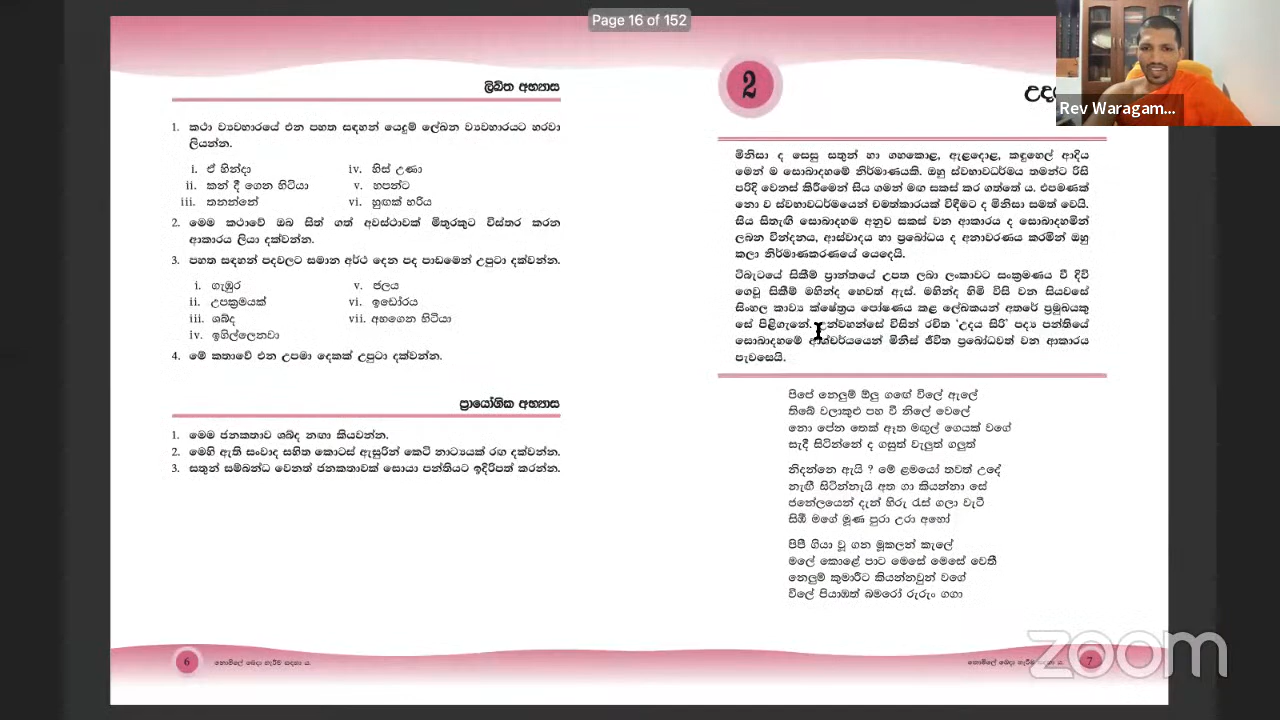 Page 16 of 152
Rev Waragam...
ලිඛිත අභ්‍යාස
1. කථා ව්‍යවහාරයේ එන පහත සඳහන් යෙදුම් ලේඛන ව්‍යවහාරයට හරවා
ලියන්න.
i. ඒ හින්දා
ii. කන් දී ගෙන හිටියා
iii. තනන්නේ
iv. හිස් උණා
v. හපන්ට
vi. හුඟක් හරිය
2. මෙම කථාවේ ඔබ සිත් ගත් අවස්ථාවක් මිතුරකුට විස්තර කරන
ආකාරය ලියා දක්වන්න.
3. පහත සඳහන් පදවලට සමාන අර්ථ දෙන පද පාඩමෙන් උපුටා දක්වන්න.
i. ගැඹුර
ii. උපක්‍රමයක්
iii. ශබ්ද
iv. ඉගිල්ලෙනවා
v. ජලය
vi. ඉඩෝරය
vii. අහගෙන හිටියා
4. මේ කතාවේ එන උපමා දෙකක් උපුටා දක්වන්න.
ප්‍රායෝගික අභ්‍යාස
1. මෙම ජනකතාව ශබ්ද නඟා කියවන්න.
2. මෙහි ඇති සංවාද සහිත කොටස් ඇසුරින් කෙටි නාට්‍යයක් රඟ දක්වන්න.
3. සතුන් සම්බන්ධ වෙනත් ජනකතාවක් සොයා පන්තියට ඉදිරිපත් කරන්න.
6 නොමිලේ බෙදා හැරීම සඳහා ය.
2
මිනිසා ද සෙසු සතුන් හා ගහකොළ, ඇළදොළ, කඳුහෙල් ආදිය
මෙන් ම සොබාදහමේ නිර්මාණයකි. ඔහු ස්වභාවධර්මය තමන්ට රිසි
පරිදි වෙනස් කිරීමෙන් සිය ගමන් මඟ සකස් කර ගත්තේ ය. එපමණක්
නො ව ස්වභාවධර්මයෙන් චමත්කාරයක් විඳීමට ද මිනිසා සමත් වෙයි.
සිය සිතැඟි සොබාදහම අනුව සකස් වන ආකාරය ද සොබාදහමින්
ලබන වින්දනය, ආස්වාදය හා ප්‍රබෝධය ද අනාවරණය කරමින් ඔහු
කලා නිර්මාණකරණයේ යෙදෙයි.
ටිබැටයේ සිකීම් ප්‍රාන්තයේ උපත ලබා ලංකාවට සංක්‍රමණය වී දිවි
ගෙවූ සිකීම් මහින්ද හෙවත් ඇස්. මහින්ද හිමි විසි වන සියවසේ
සිංහල කාව්‍ය ක්ෂේත්‍රය පෝෂණය කළ ලේඛකයන් අතරේ ප්‍රමුඛයකු
සේ පිළිගැනේ. උන්වහන්සේ විසින් රචිත 'උදය සිරි' පද්‍ය පන්තියේ
සොබාදහමේ ආශ්චර්යයෙන් මිනිස් ජීවිත ප්‍රබෝධවත් වන ආකාරය
පැවසෙයි.
පිපේ නෙලුම් ඕලු ගඟේ විලේ ඇලේ
තිබේ වලාකුළු පහ වී නිලේ වෙලේ
නො පේන තෙක් ඈත මඟුල් ගෙයක් වගේ
සැදී සිටින්නේ ද ගසුත් වැලුත් ගලුත්
නිදන්නෙ ඇයි ? මේ ළමයෝ තවත් උදේ
නැඟී සිටින්නැයි අත ගා කියන්නා සේ
ජනේලයෙන් දැන් හිරු රැස් ගලා වැටී
සිඹී මගේ මූණ පුරා උරා අහෝ
පිපී ගියා වූ ගන මූකලන් කැලේ
මලේ කොළේ පාට මෙසේ මෙසේ වෙතී
නෙලුම් කුමාරීට කියන්නවුන් වගේ
විලේ පියාඹත් බමරෝ රුරුං ගගා
නොමිලේ බෙදා හැරීම සඳහා ය. 7
zoom